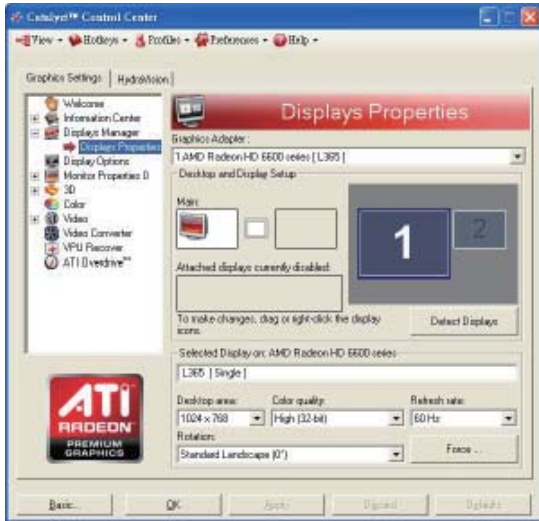 Catalyst™ Control Center
View Hotkeys Profiles Preferences Help
Graphics Settings HydraVision
Welcome
Information Center
Displays Manager
Displays Properties
Display Options
Monitor Properties 0
3D
Color
Video
Video Converter
VPU Recover
ATI Overdrive™
ATI
RADEON
PREMIUM
GRAPHICS
Displays Properties
Graphics Adapter:
1.AMD Radeon HD 6600 series [ L365 ]
Desktop and Display Setup
Main:
1
2
Attached displays currently disabled:
To make changes, drag or right-click the display
icons.
Detect Displays
Selected Display on: AMD Radeon HD 6600 series
L365 [ Single ]
Desktop area: Color quality: Refresh rate:
1024 x 768 High (32-bit) 60 Hz
Rotation:
Standard Landscape (0°) Force ...
Basic... OK Apply Discard Defaults